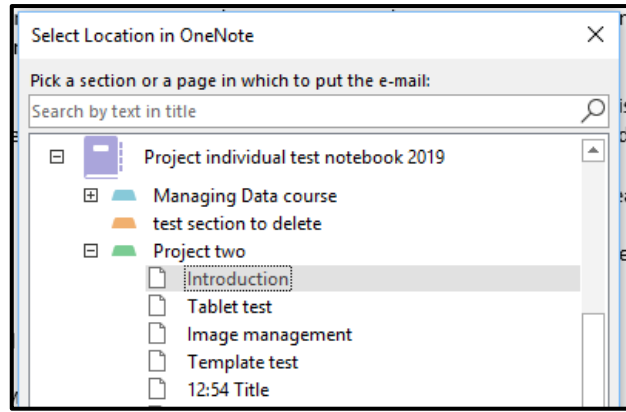 Select Location in OneNote
Pick a section or a page in which to put the e-mail:
Search by text in title
Project individual test notebook 2019
Managing Data course
test section to delete
Project two
Introduction
Tablet test
Image management
Template test
12:54 Title